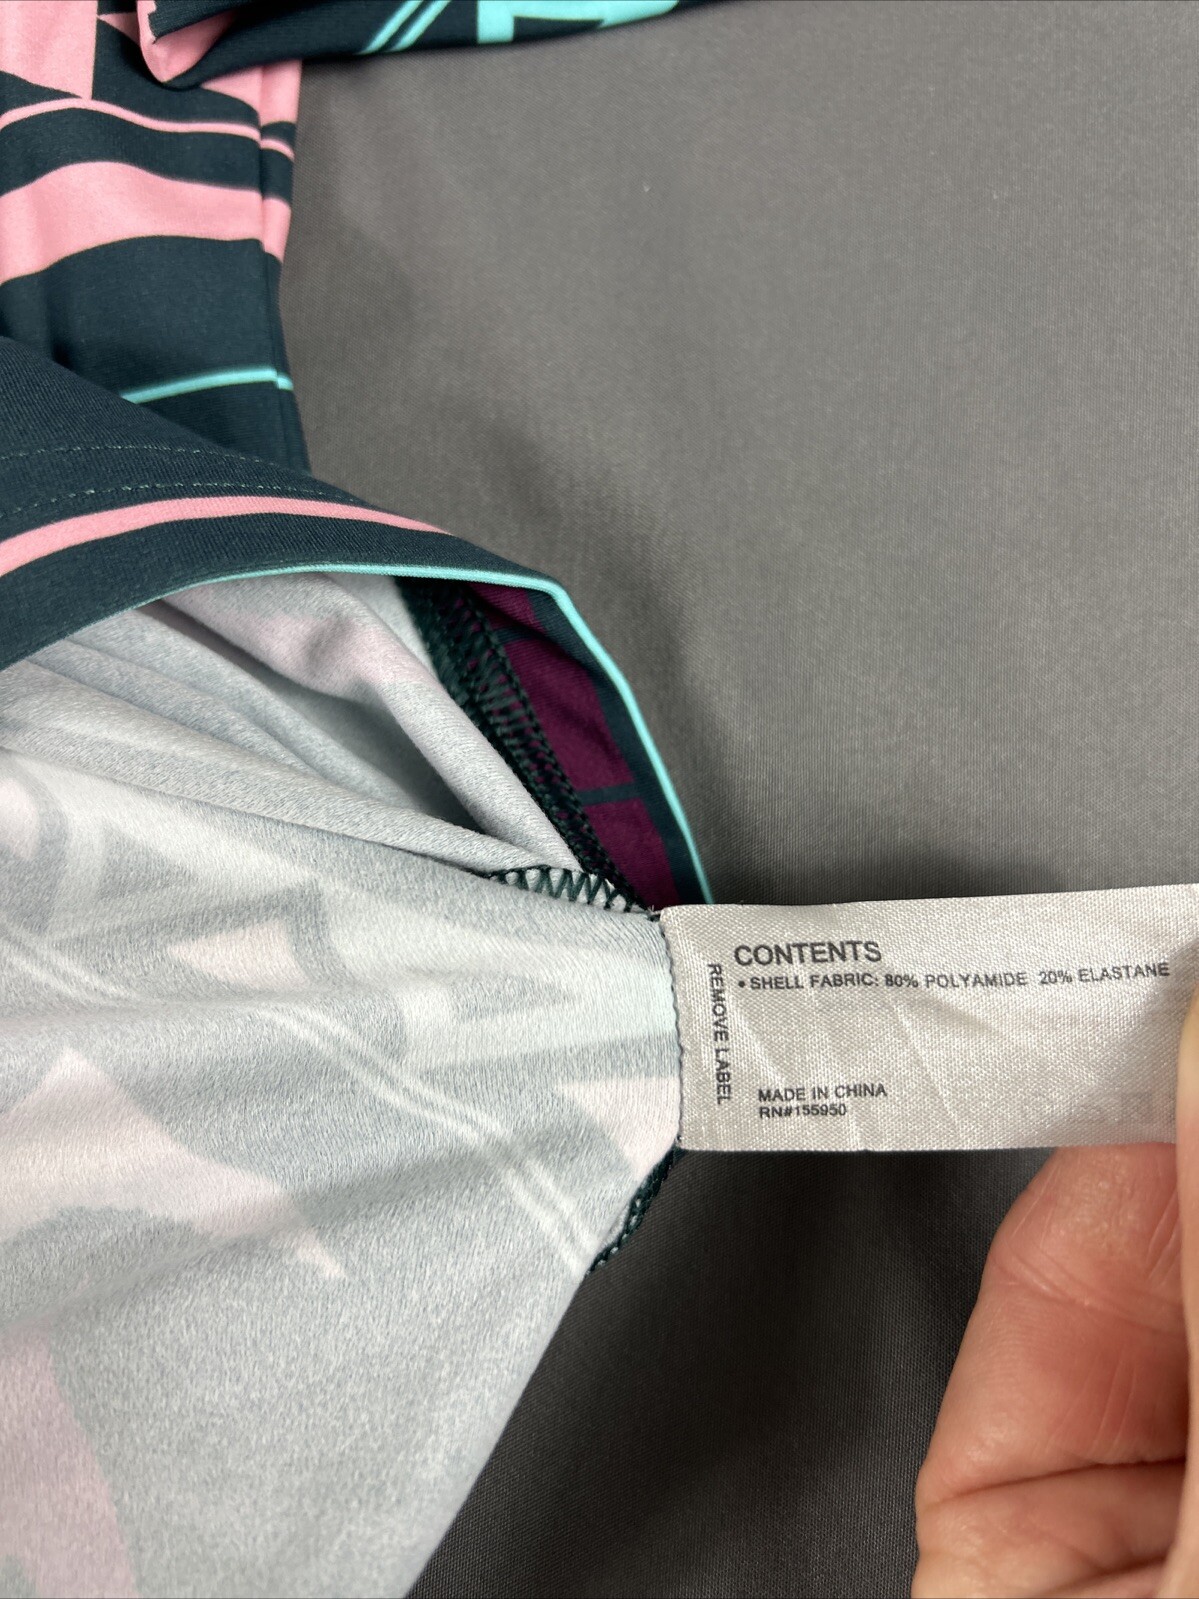 CONTENTS
• SHELL FABRIC: 80% POLYAMIDE 20% ELASTANE
REMOVE LABEL
MADE IN CHINA
RN#155950